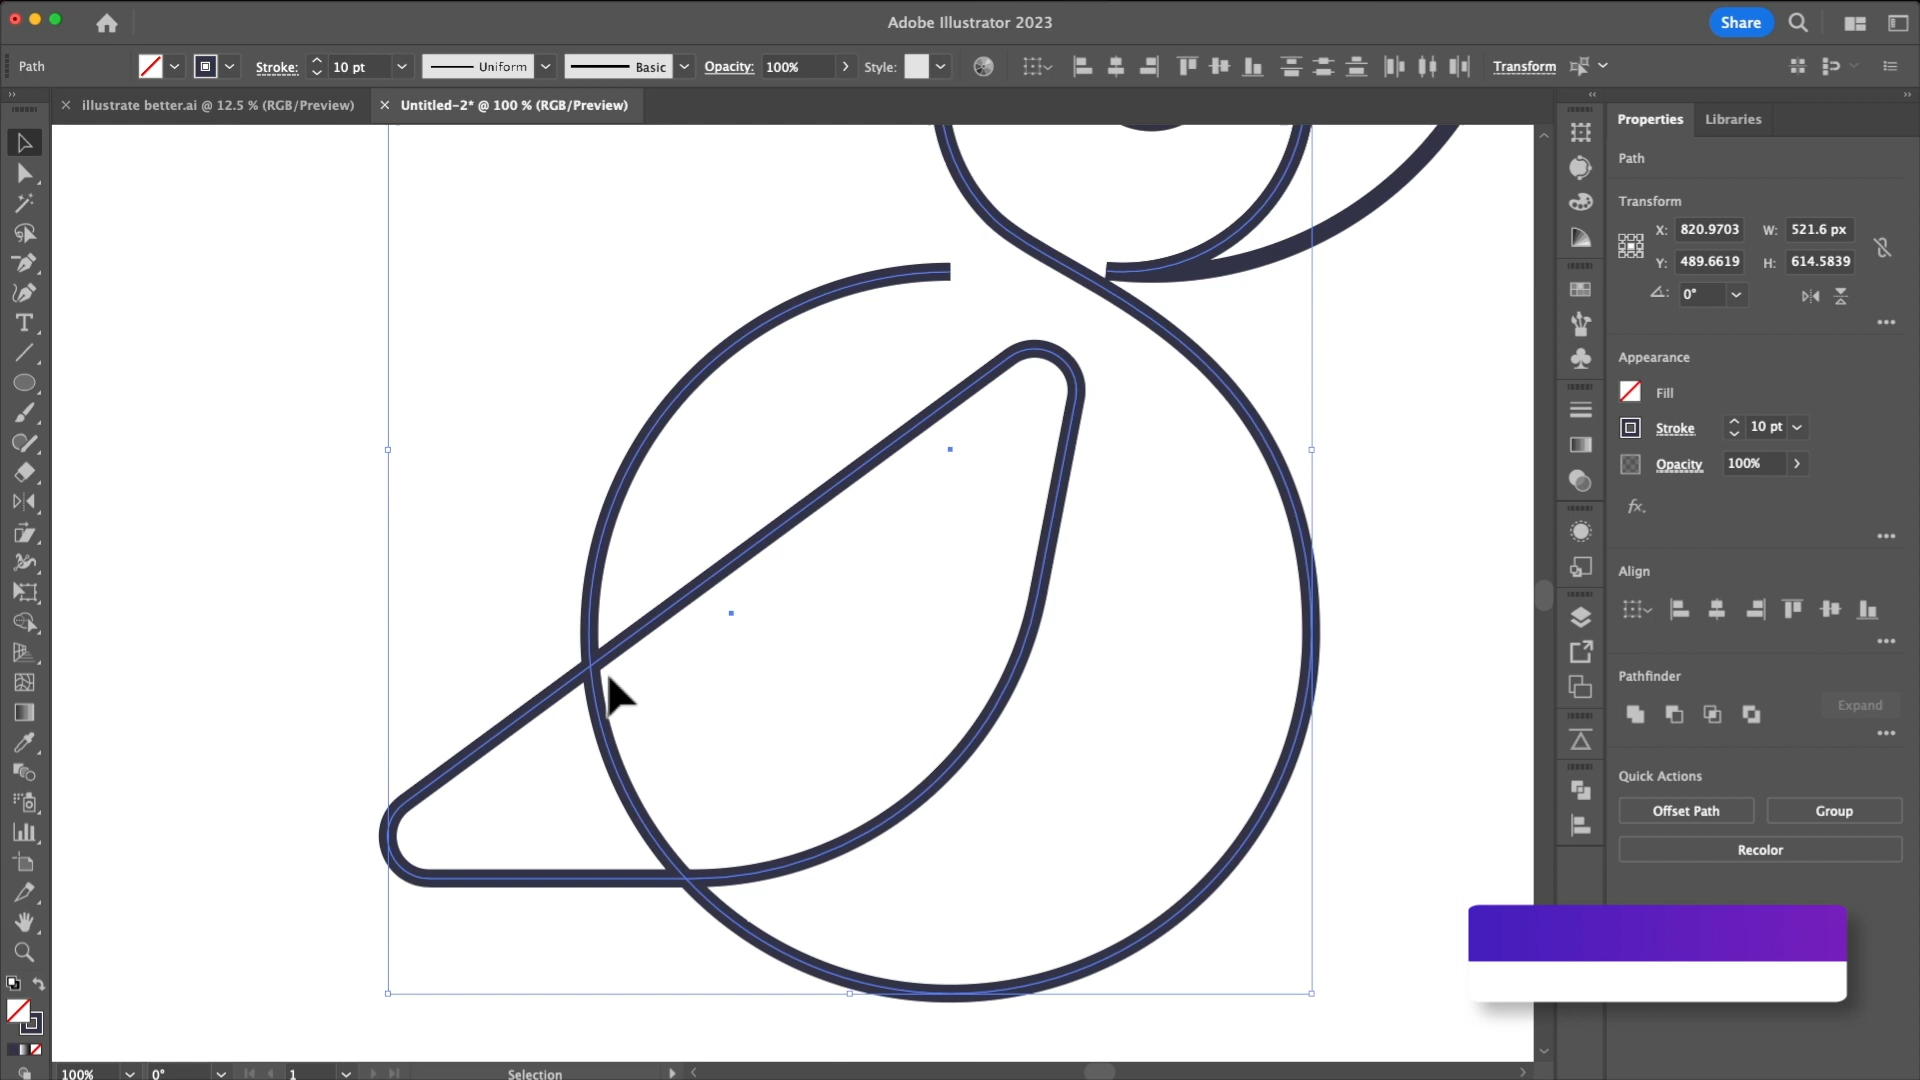 Adobe Illustrator 2023
Share
Path
Stroke: 10 pt Uniform Basic Opacity: 100% Style: Transform
illustrate better.ai @ 12.5 % (RGB/Preview)
Untitled-2* @ 100 % (RGB/Preview)
Properties Libraries
Path
Transform
X: 820.9703 W: 521.6 px
Y: 489.6619 H: 614.5839
0°
Appearance
Fill
Stroke 10 pt
Opacity 100%
fx.
Align
Pathfinder
Expand
Quick Actions
Offset Path Group
Recolor
100% 0° 1 Selection